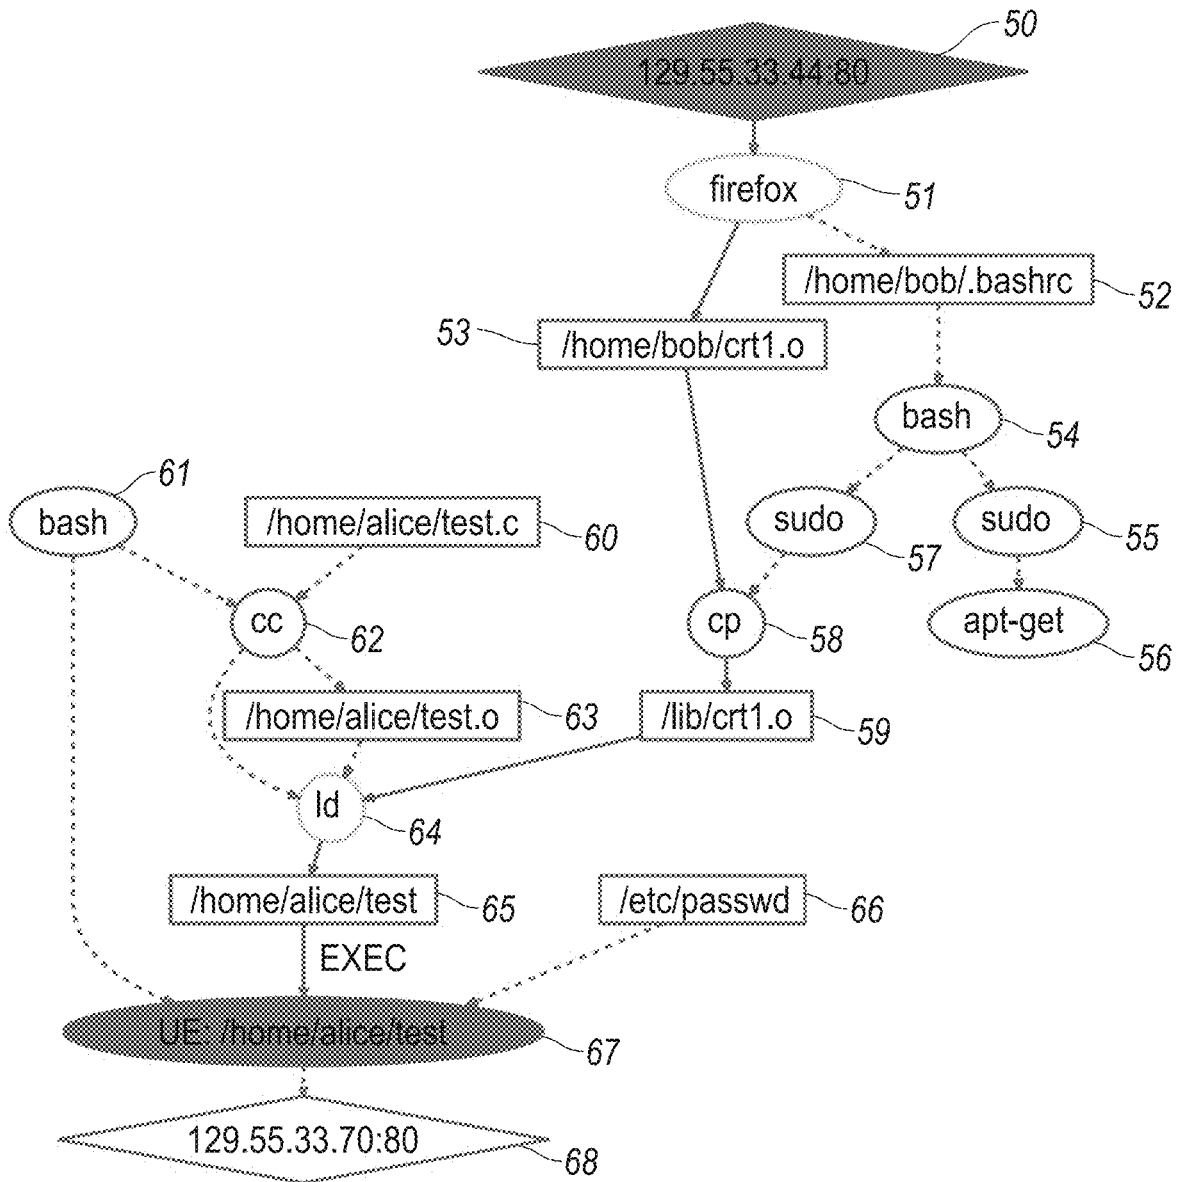 50
129.55.33.44:80
firefox
51
/home/bob/.bashrc
52
53
/home/bob/crt1.o
bash
54
61
bash
/home/alice/test.c
60
sudo
57
sudo
55
cc
62
cp
58
apt-get
56
/home/alice/test.o
63
/lib/crt1.o
59
ld
64
/home/alice/test
65
/etc/passwd
66
EXEC
UE: /home/alice/test
67
129.55.33.70:80
68